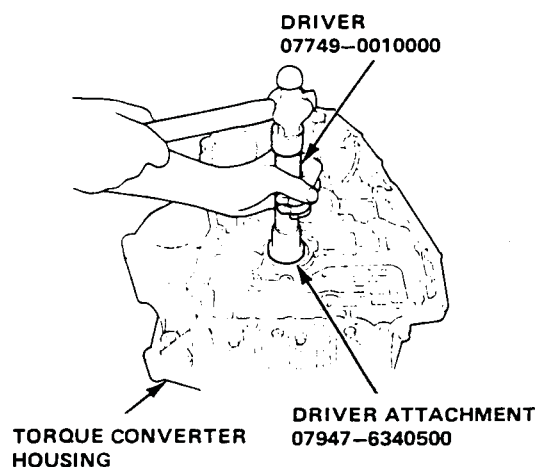 DRIVER
07749–0010000
TORQUE CONVERTER
HOUSING
DRIVER ATTACHMENT
07947–6340500